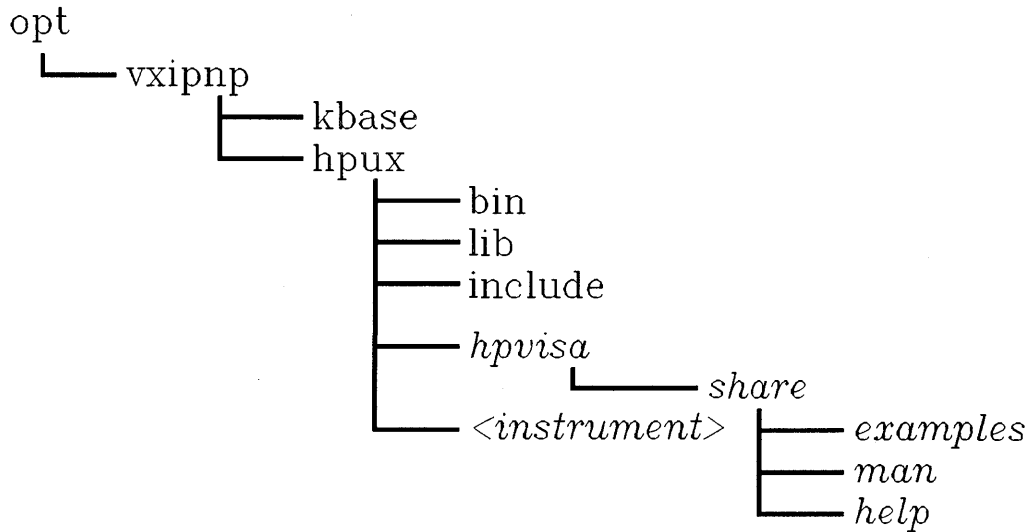 opt
vxipnp
kbase
hpux
bin
lib
include
hpvisa
share
<instrument>
examples
man
help